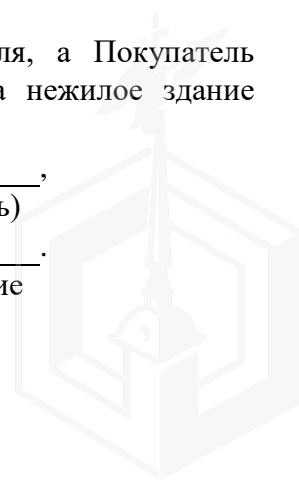 ля, а Покупатель
а нежилое здание
,
ь)
.
ие